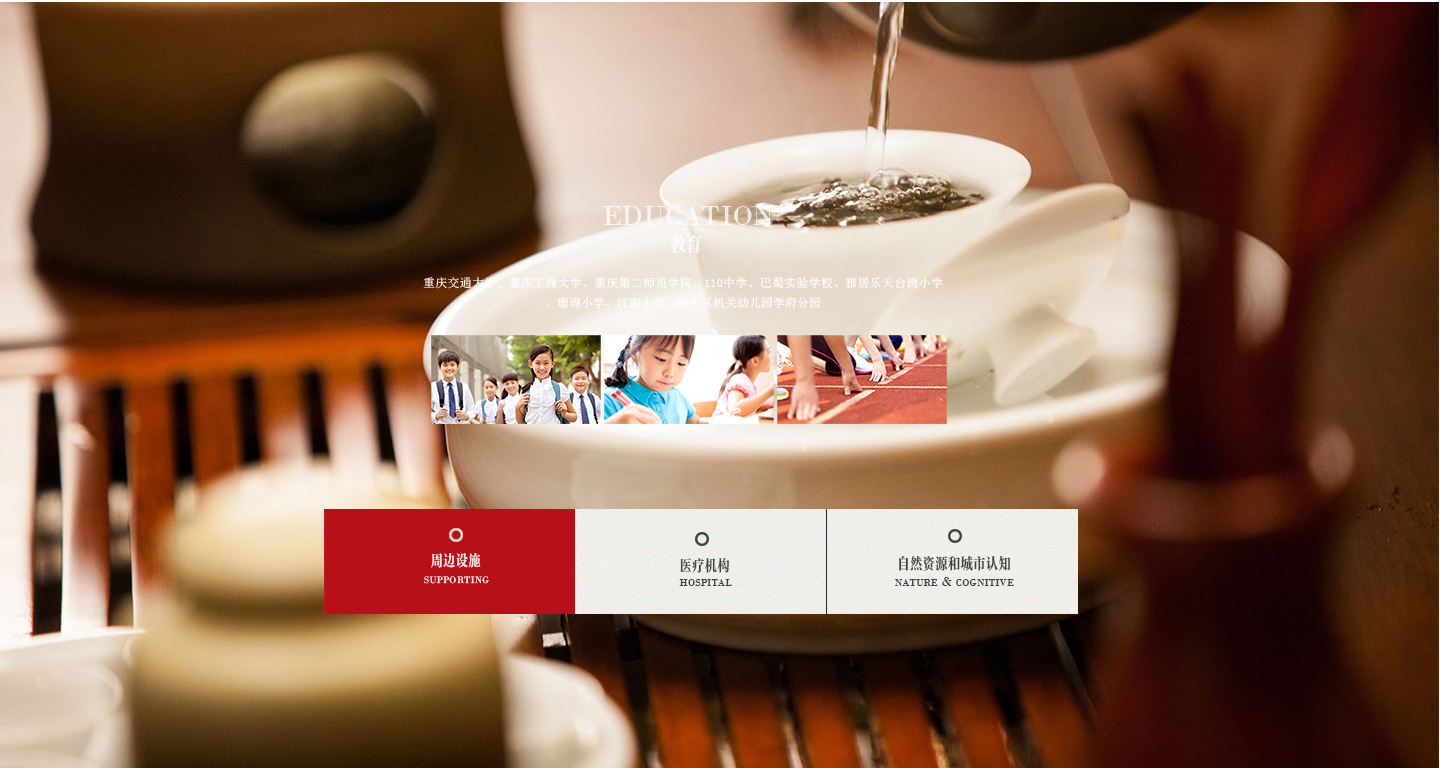 EDUCATION
教育
重庆交通大学、重庆工商大学、重庆第二师范学院、110中学、巴蜀实验学校、雅居乐天台岗小学
、珊瑚小学、江南小学、渝中区机关幼儿园学府分园
周边设施
SUPPORTING
医疗机构
HOSPITAL
自然资源和城市认知
NATURE & COGNITIVE